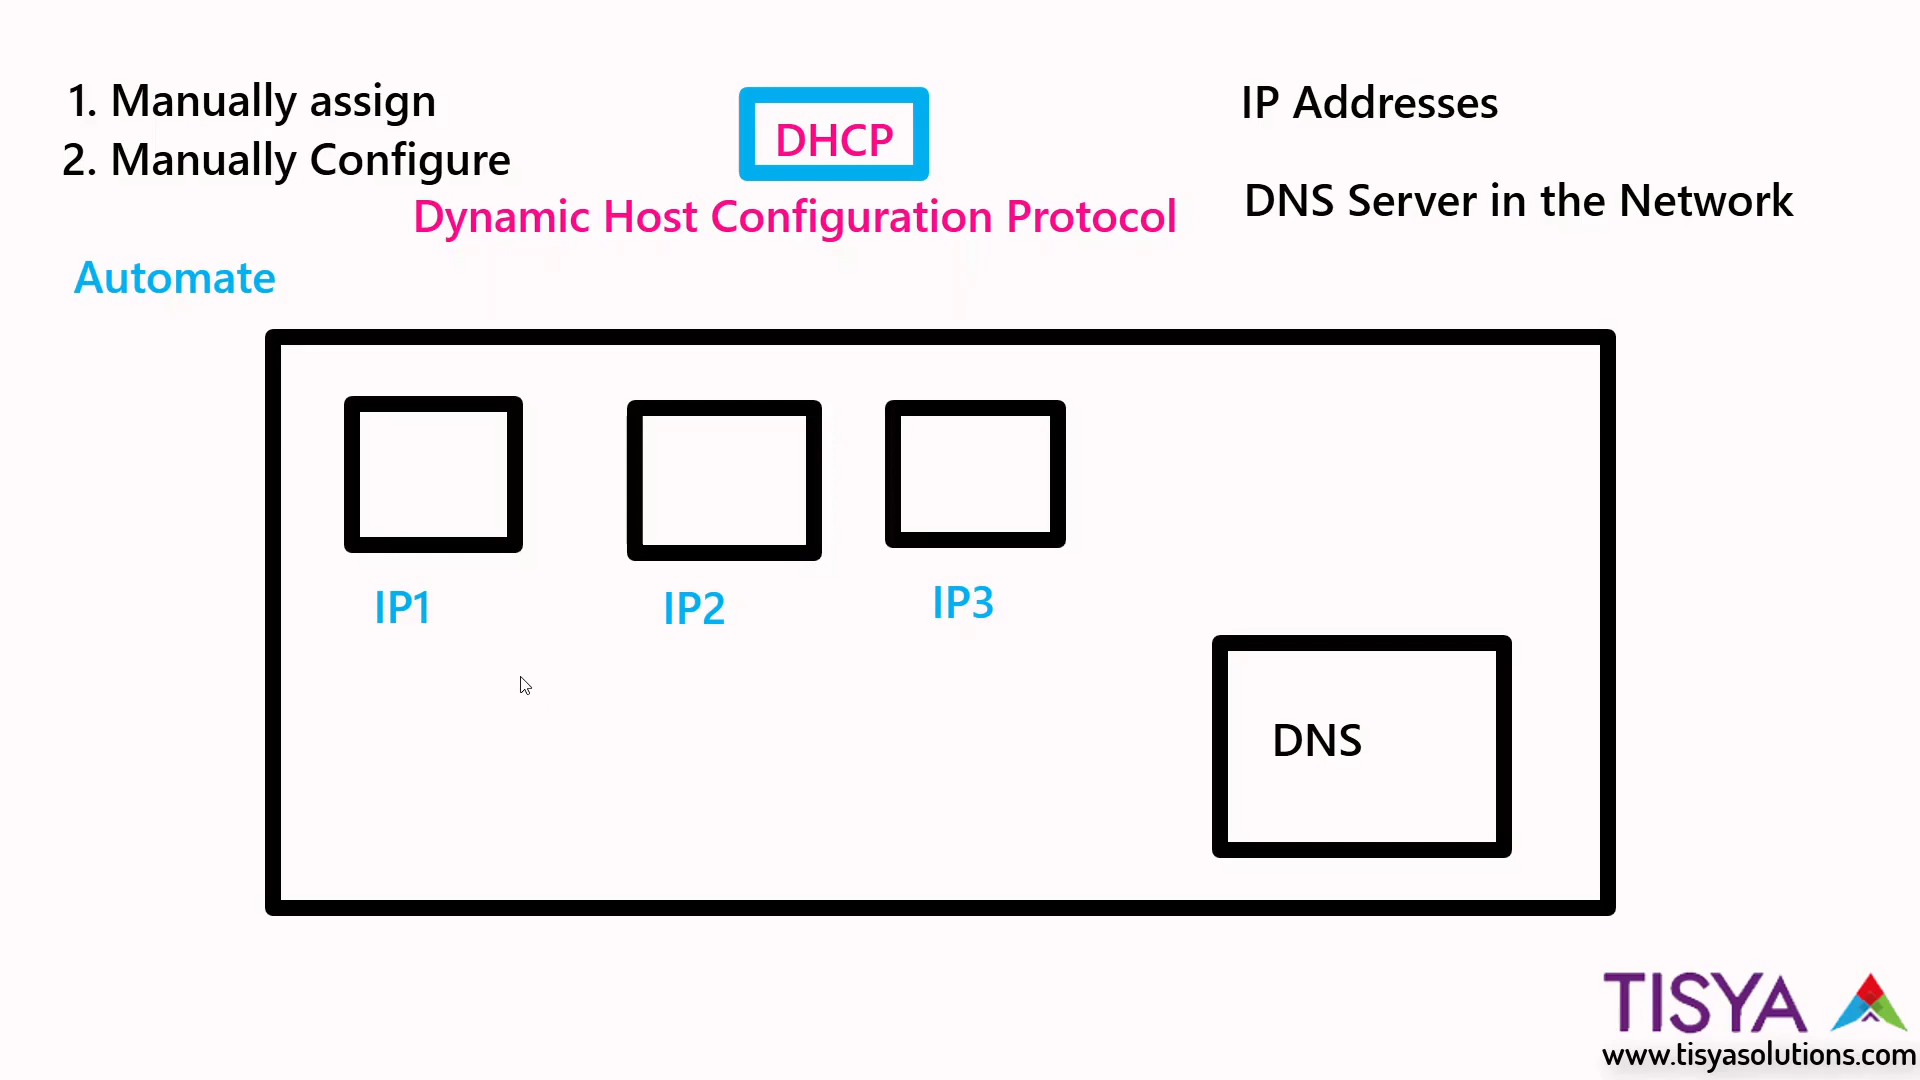 1. Manually assign
2. Manually Configure
DHCP
Dynamic Host Configuration Protocol
IP Addresses
DNS Server in the Network
Automate
IP1
IP2
IP3
DNS
TISYA
www.tisyasolutions.com